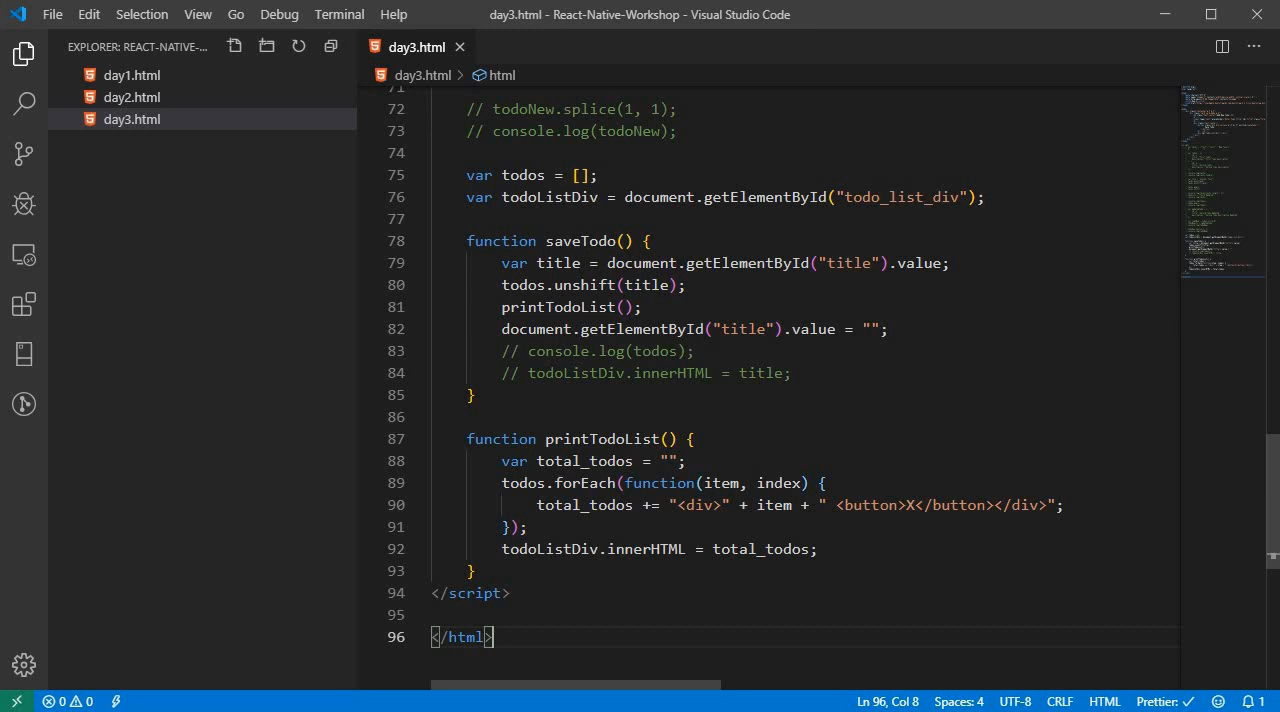 File Edit Selection View Go Debug Terminal Help
day3.html - React-Native-Workshop - Visual Studio Code
EXPLORER: REACT-NATIVE-...
day1.html
day2.html
day3.html
day3.html
day3.html > html
71
72 // todoNew.splice(1, 1);
73 // console.log(todoNew);
74
75 var todos = [];
76 var todoListDiv = document.getElementById("todo_list_div");
77
78 function saveTodo() {
79 var title = document.getElementById("title").value;
80 todos.unshift(title);
81 printTodoList();
82 document.getElementById("title").value = "";
83 // console.log(todos);
84 // todoListDiv.innerHTML = title;
85 }
86
87 function printTodoList() {
88 var total_todos = "";
89 todos.forEach(function(item, index) {
90 total_todos += "<div>" + item + " <button>X</button></div>";
91 });
92 todoListDiv.innerHTML = total_todos;
93 }
94 </script>
95
96 </html>
0 0 Ln 96, Col 8 Spaces: 4 UTF-8 CRLF HTML Prettier: ✓ 1